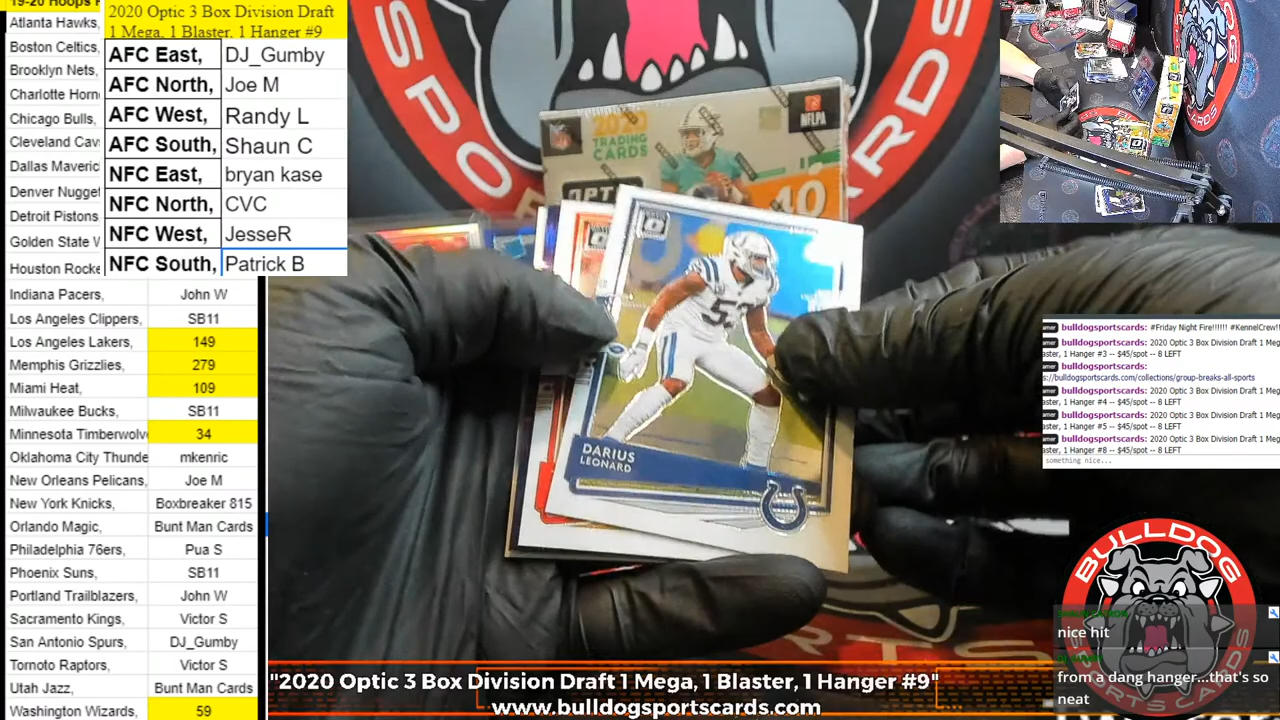 19-20 Hoops
Atlanta Hawks,
Boston Celtics,
Brooklyn Nets,
Charlotte Horn
Chicago Bulls,
Cleveland Cav
Dallas Maveric
Denver Nugge
Detroit Pistons
Golden State
Houston Rocke
Indiana Pacers, John W
Los Angeles Clippers, SB11
Los Angeles Lakers, 149
Memphis Grizzlies, 279
Miami Heat, 109
Milwaukee Bucks, SB11
Minnesota Timberwolv 34
Oklahoma City Thunde mkenric
New Orleans Pelicans, Joe M
New York Knicks, Boxbreaker 815
Orlando Magic, Bunt Man Cards
Philadelphia 76ers, Pua S
Phoenix Suns, SB11
Portland Trailblazers, John W
Sacramento Kings, Victor S
San Antonio Spurs, DJ_Gumby
Tornoto Raptors, Victor S
Utah Jazz, Bunt Man Cards
Washington Wizards, 59
2020 Optic 3 Box Division Draft
1 Mega, 1 Blaster, 1 Hanger #9
AFC East, DJ_Gumby
AFC North, Joe M
AFC West, Randy L
AFC South, Shaun C
NFC East, bryan kase
NFC North, CVC
NFC West, JesseR
NFC South, Patrick B
TRADING
CARDS
NFL
NFLPA
40
DARIUS
LEONARD
bulldogsportscards: #Friday Night Fire!!!!!! #KennelCrew!!
bulldogsportscards: 2020 Optic 3 Box Division Draft 1 Meg
aster, 1 Hanger #3 -- $45/spot -- 8 LEFT
bulldogsportscards:
s://bulldogsportscards.com/collections/group-breaks-all-sports
bulldogsportscards: 2020 Optic 3 Box Division Draft 1 Meg
aster, 1 Hanger #4 -- $45/spot -- 8 LEFT
bulldogsportscards: 2020 Optic 3 Box Division Draft 1 Meg
aster, 1 Hanger #5 -- $45/spot -- 8 LEFT
bulldogsportscards: 2020 Optic 3 Box Division Draft 1 Meg
aster, 1 Hanger #8 -- $45/spot -- 8 LEFT
something nice...
BULLDOG
nice hit
from a dang hanger...that's so
neat
"2020 Optic 3 Box Division Draft 1 Mega, 1 Blaster, 1 Hanger #9"
www.bulldogsportscards.com